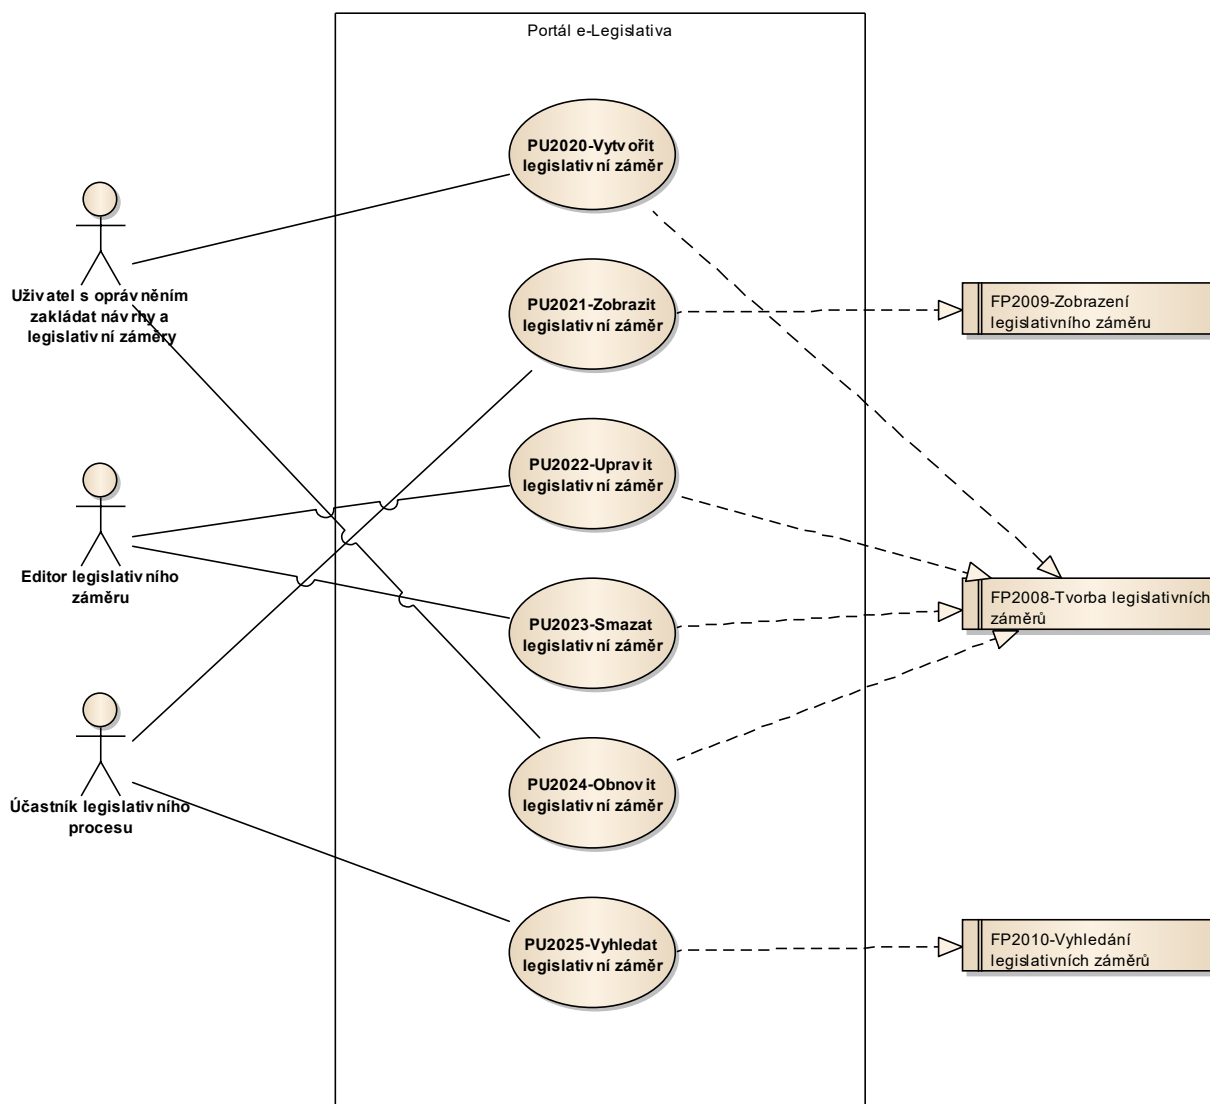 Portál e-Legislativa
PU2020-Vytvořit
legislativní záměr
Uživatel s oprávněním
zakládat návrhy a
legislativní záměry
PU2021-Zobrazit
legislativní záměr
FP2009-Zobrazení
legislativního záměru
PU2022-Upravit
legislativní záměr
Editor legislativního
záměru
FP2008-Tvorba legislativních
záměrů
PU2023-Smazat
legislativní záměr
Účastník legislativního
procesu
PU2024-Obnovit
legislativní záměr
PU2025-Vyhledat
legislativní záměr
FP2010-Vyhledání
legislativních záměrů